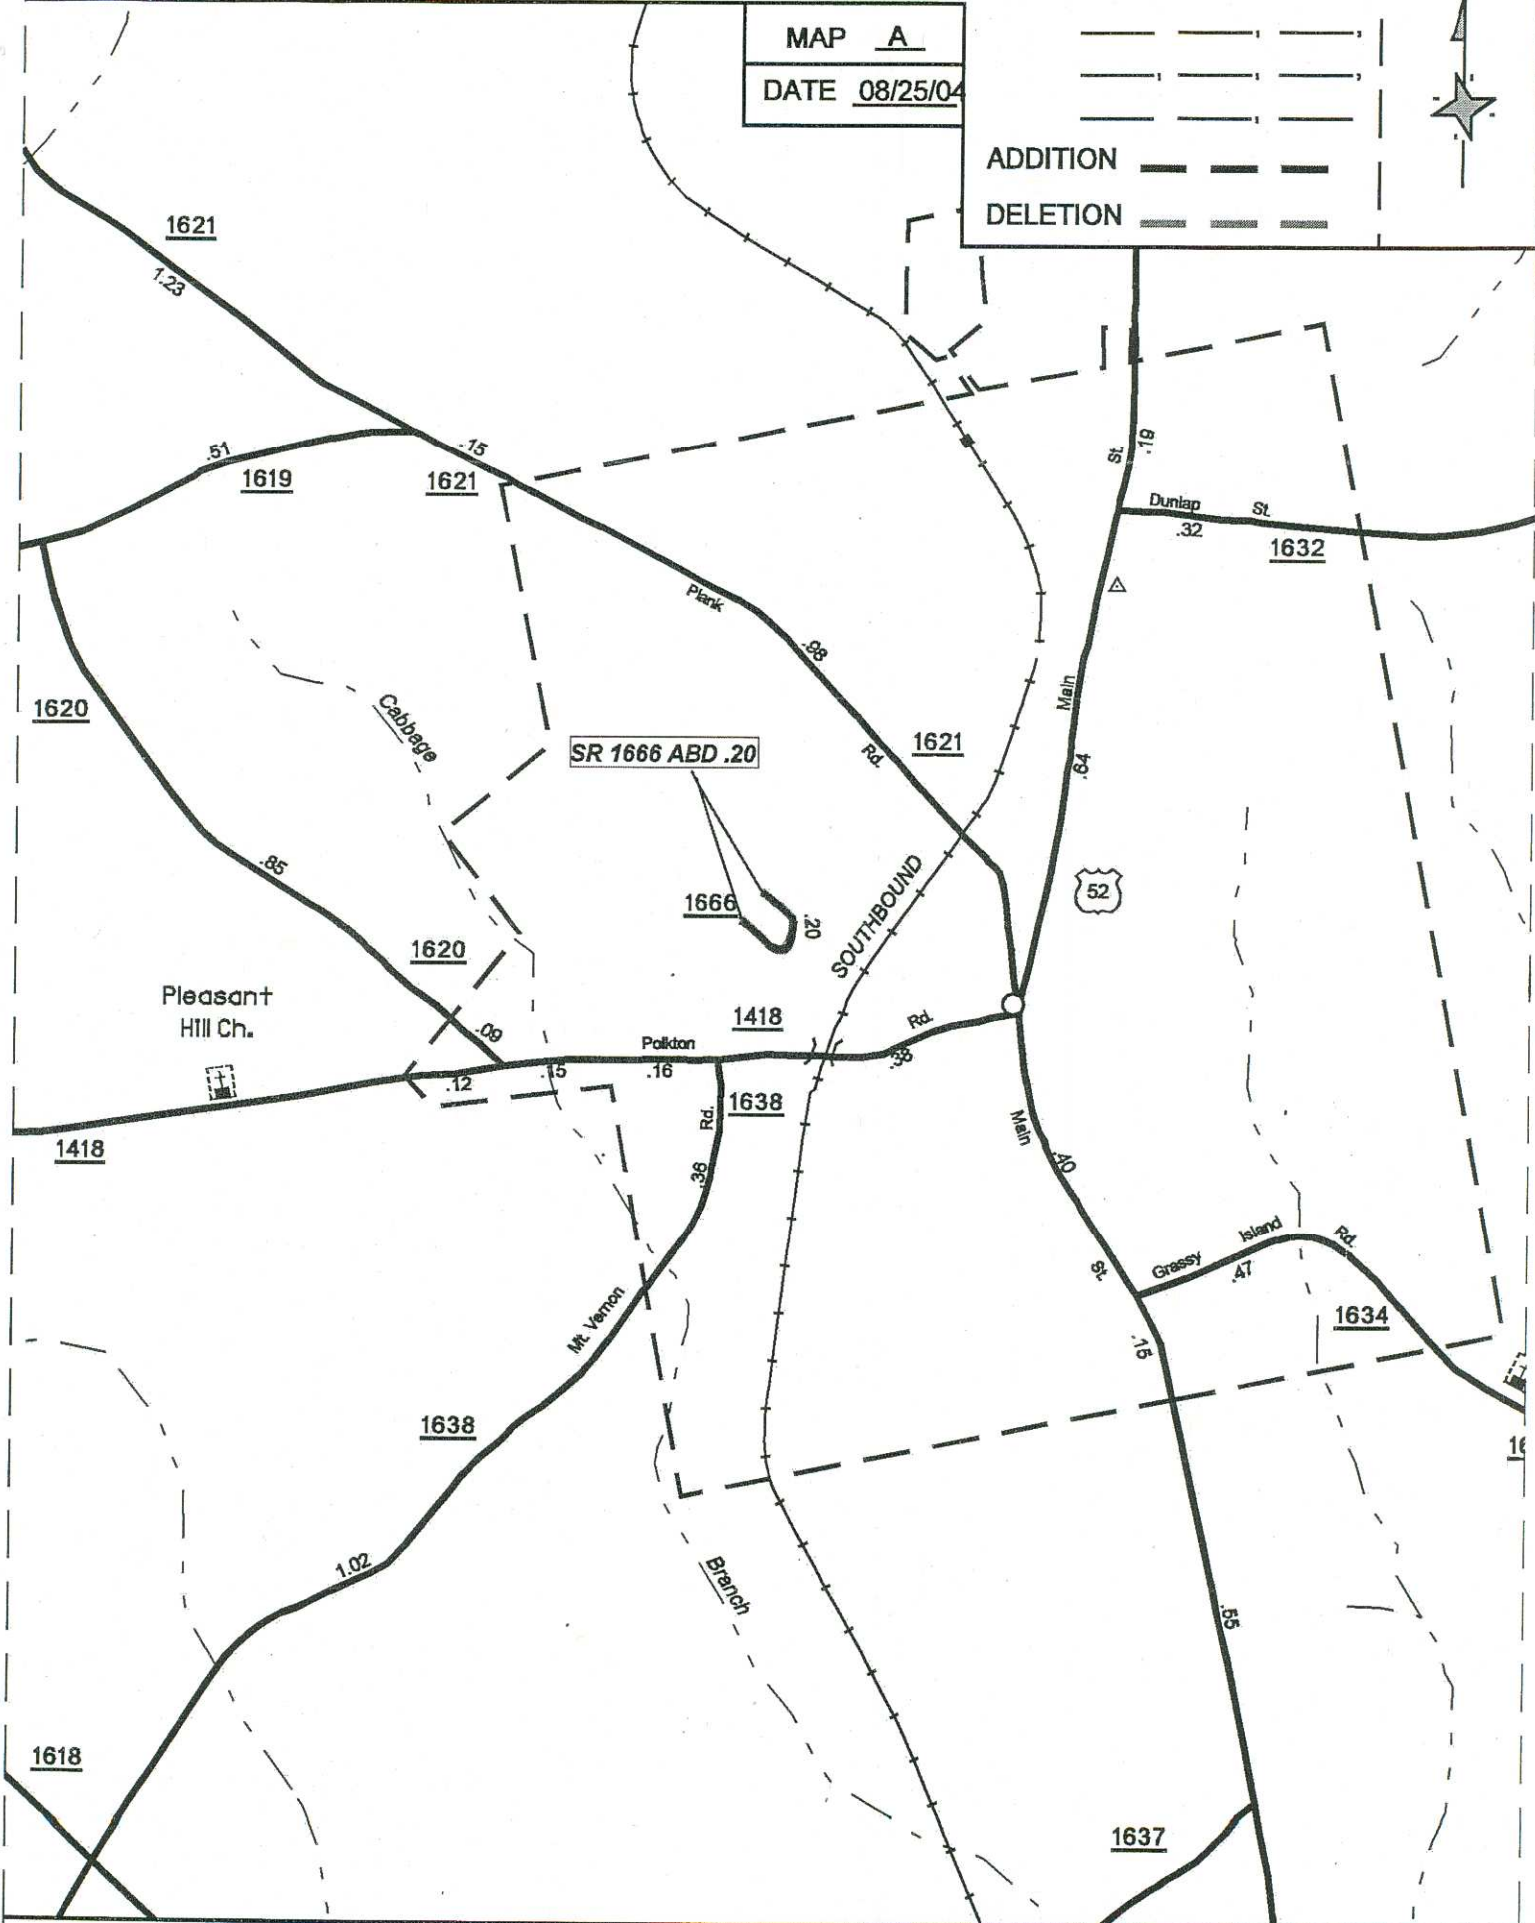 MAP A
DATE 08/25/04
ADDITION
DELETION
1621
1.23
.51
1619
.15
1621
St.
.19
Dunlap St.
.32
1632
Plank
.98
Rd.
1621
Main
.64
1620
Cabbage
SR 1666 ABD .20
52
.85
1666
.20
SOUTHBOUND
1620
Pleasant
Hill Ch.
.09
1418
Polkton
Rd.
.12
.15
.16
.38
1638
Rd.
.36
1418
Main
.40
St.
Grassy Island Rd.
.47
1634
.15
Mt. Vernon
1638
16
1.02
Branch
.55
1618
1637